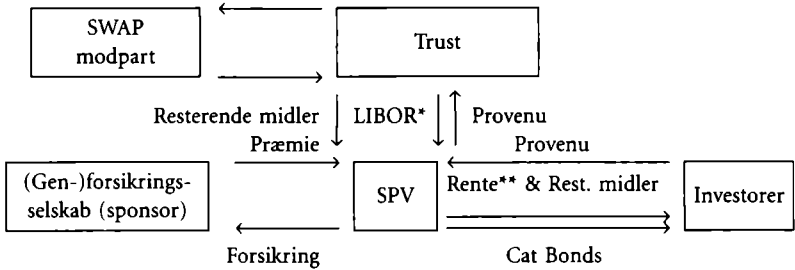 SWAP
modpart
Trust
Resterende midler
LIBOR*
Provenu
Præmie
Provenu
(Gen-)forsikrings-
selskab (sponsor)
SPV
Rente** & Rest. midler
Investorer
Forsikring
Cat Bonds